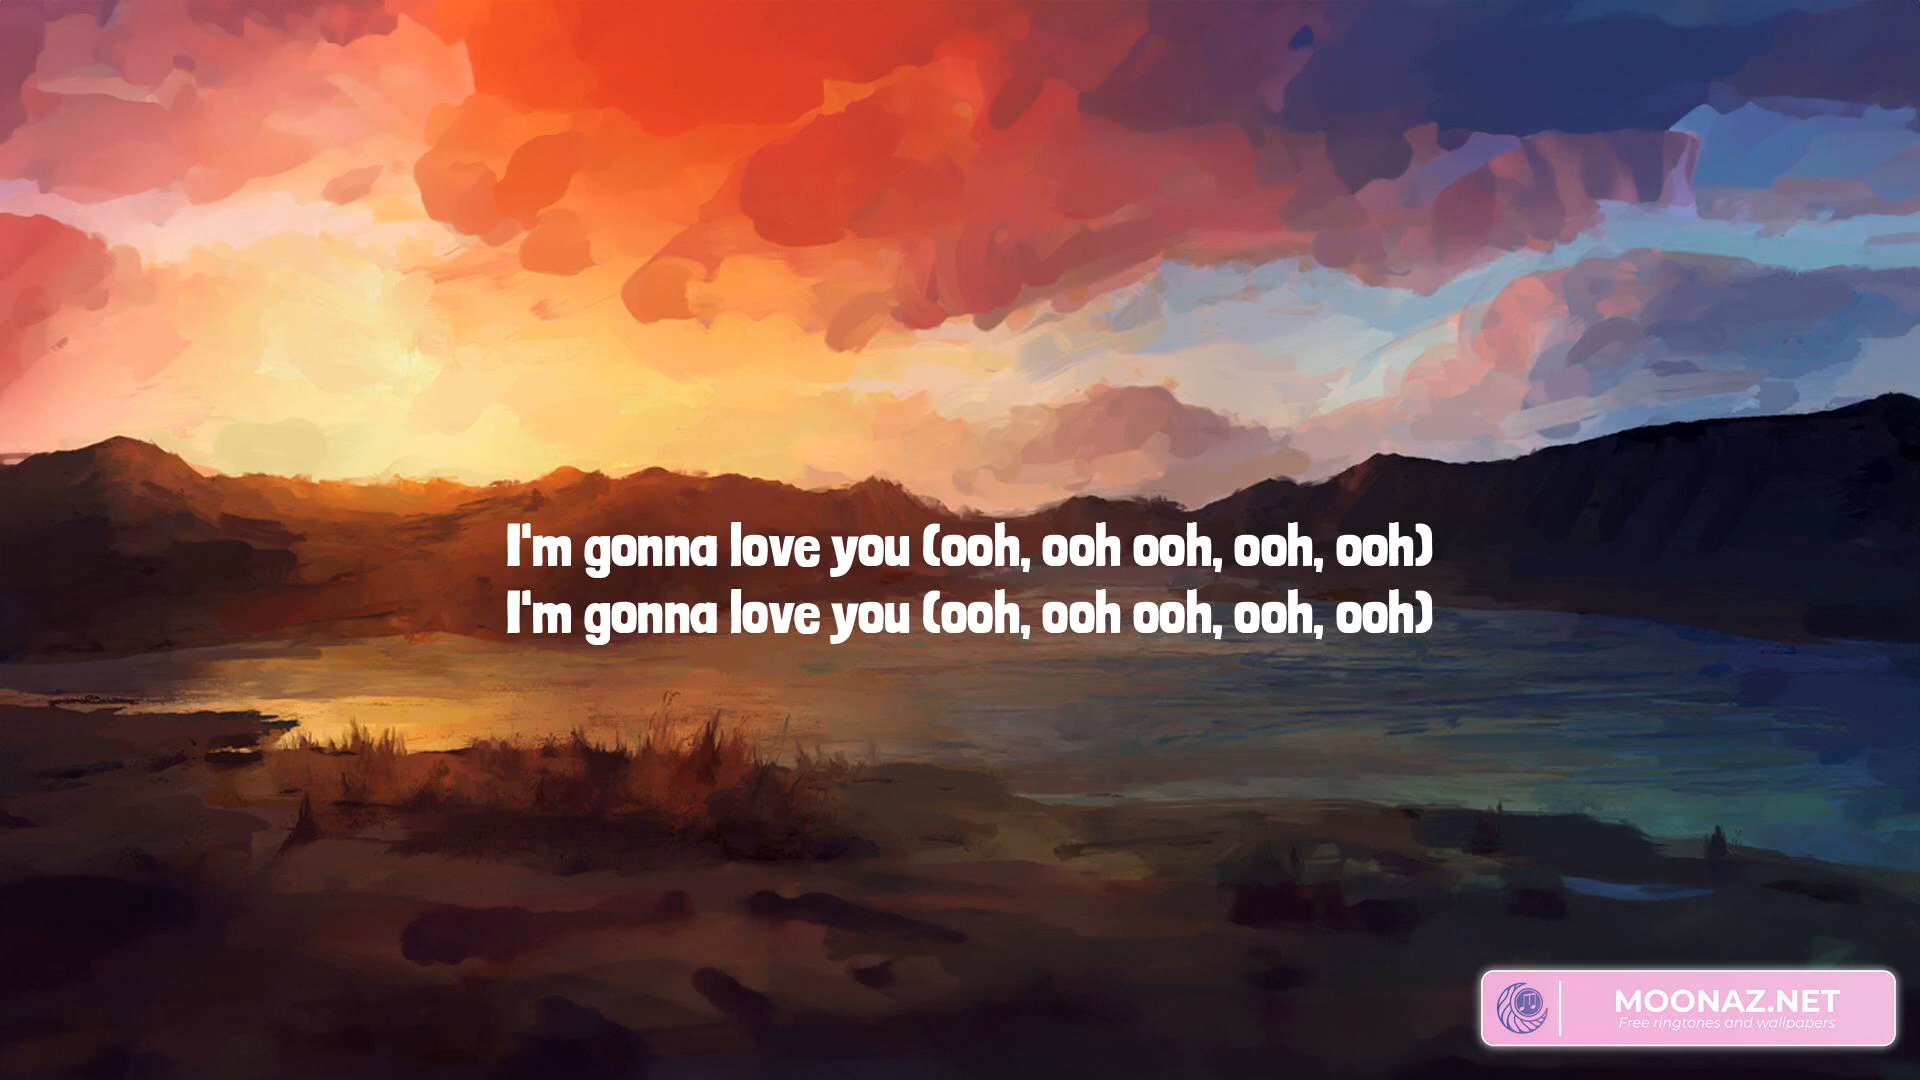 I'm gonna love you (ooh, ooh ooh, ooh, ooh)
I'm gonna love you (ooh, ooh ooh, ooh, ooh)
MOONAZ.NET
Free ringtones and wallpapers